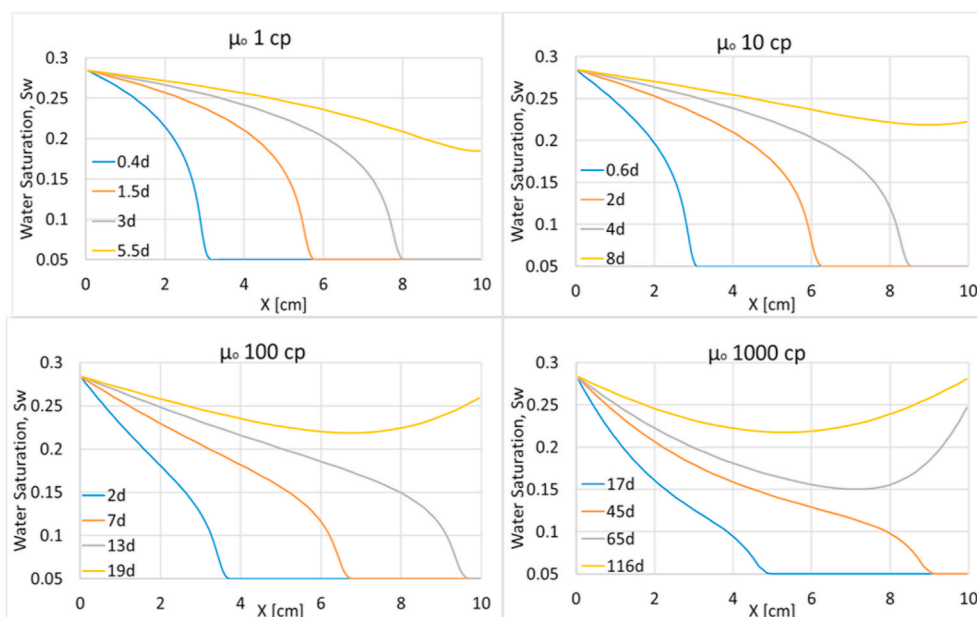 μₒ 1 cp
0.3
0.25
0.2
0.15
0.1
0.05
Water Saturation, Sw
0.4d
1.5d
3d
5.5d
0 2 4 6 8 10
X [cm]
μₒ 10 cp
0.3
0.25
0.2
0.15
0.1
0.05
Water Saturation, Sw
0.6d
2d
4d
8d
0 2 4 6 8 10
X [cm]
μₒ 100 cp
0.3
0.25
0.2
0.15
0.1
0.05
Water Saturation, Sw
2d
7d
13d
19d
0 2 4 6 8 10
X [cm]
μₒ 1000 cp
0.3
0.25
0.2
0.15
0.1
0.05
Water Saturation, Sw
17d
45d
65d
116d
0 2 4 6 8 10
X [cm]